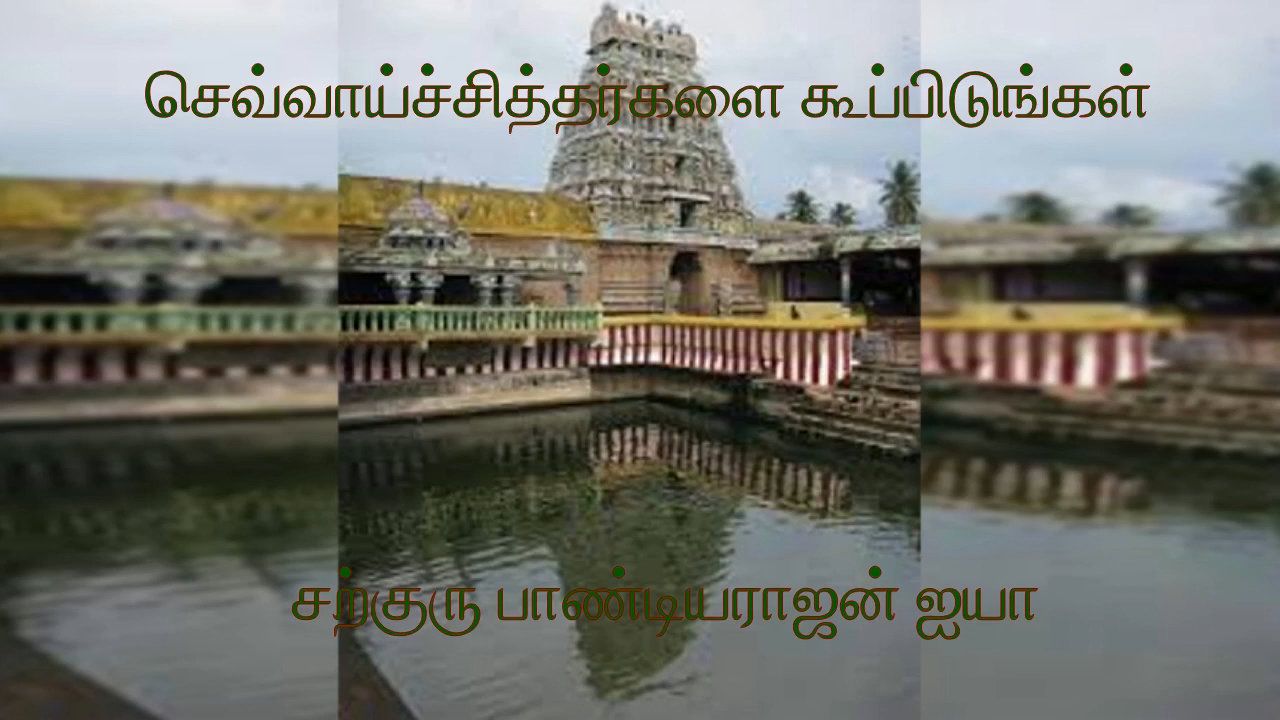 செவ்வாய்ச்சித்தர்களை கூப்பிடுங்கள்
சற்குரு பாண்டியராஜன் ஐயா